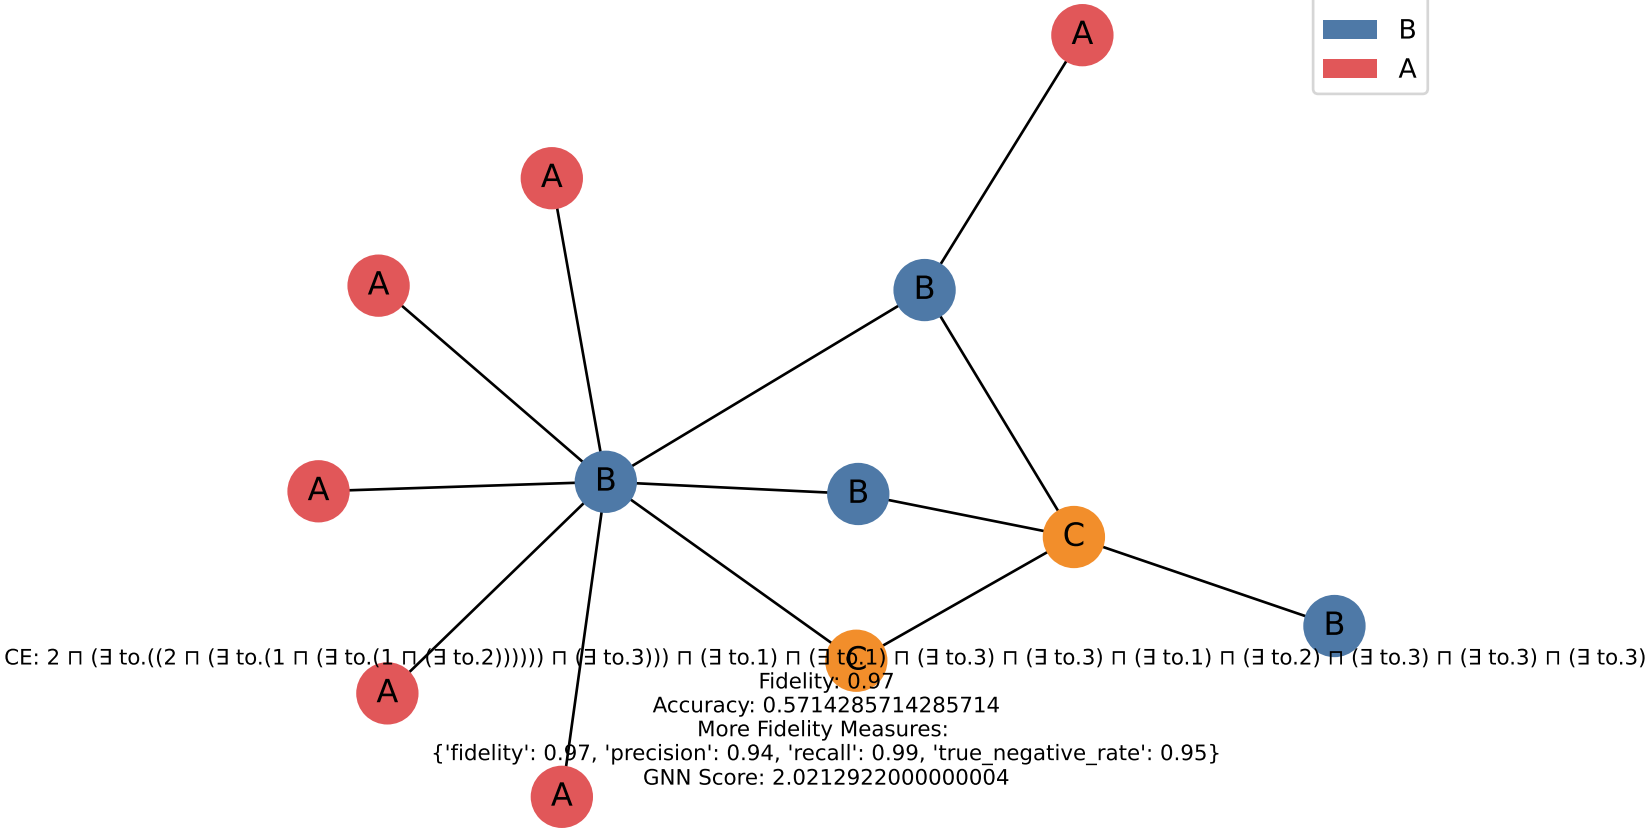 B
A
A
A
A
B
A
B
B
C
B
C
A
A
CE: 2 ⊓ (∃ to.((2 ⊓ (∃ to.(1 ⊓ (∃ to.(1 ⊓ (∃ to.2)))))) ⊓ (∃ to.3))) ⊓ (∃ to.1) ⊓ (∃ to.1) ⊓ (∃ to.3) ⊓ (∃ to.3) ⊓ (∃ to.1) ⊓ (∃ to.2) ⊓ (∃ to.3) ⊓ (∃ to.3) ⊓ (∃ to.3)
Fidelity: 0.97
Accuracy: 0.5714285714285714
More Fidelity Measures:
{'fidelity': 0.97, 'precision': 0.94, 'recall': 0.99, 'true_negative_rate': 0.95}
GNN Score: 2.0212922000000004